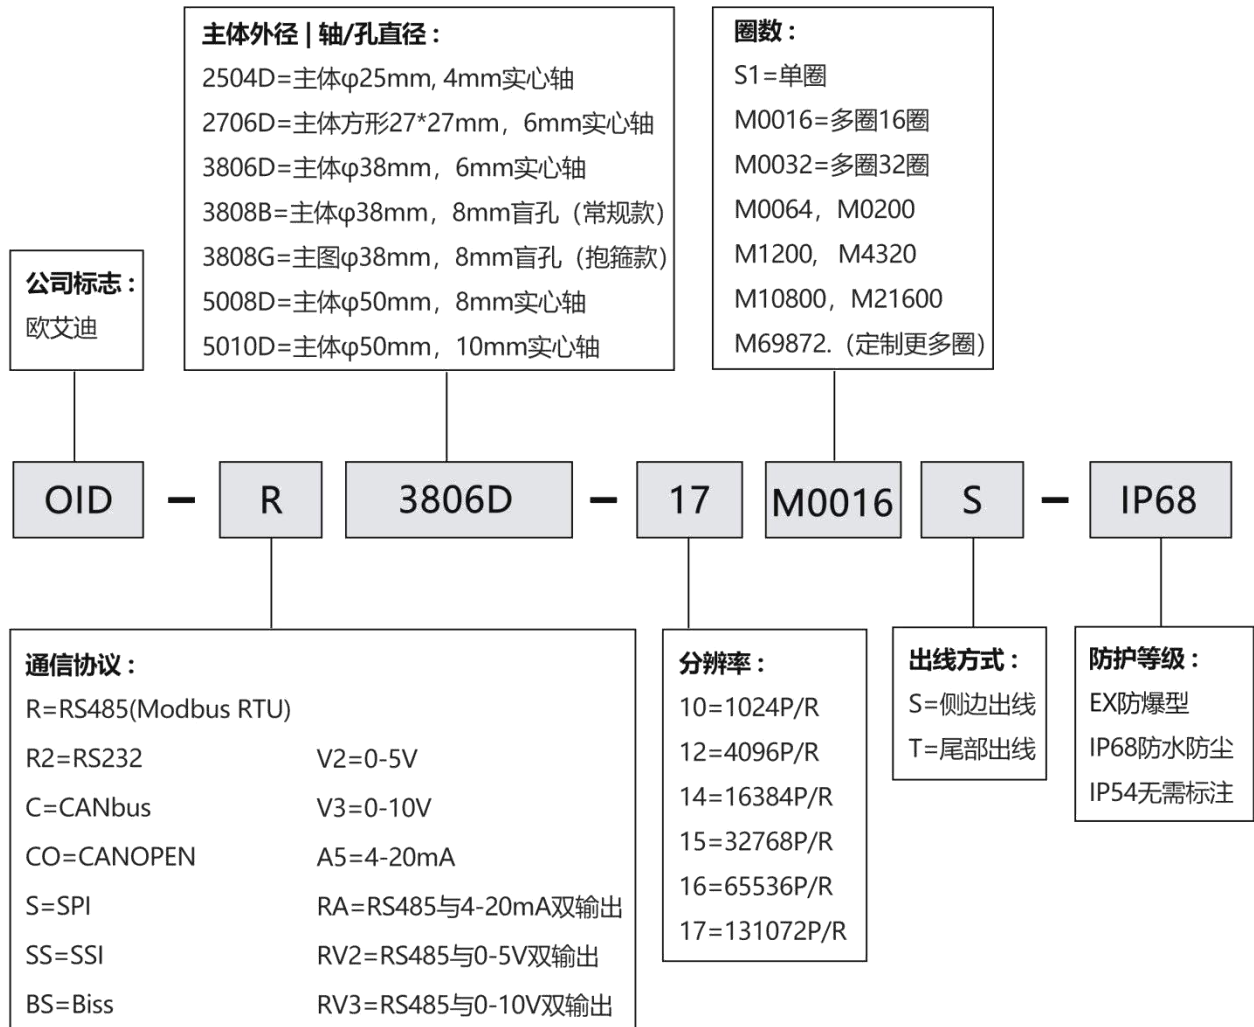 主体外径 | 轴/孔直径：
2504D=主体φ25mm, 4mm实心轴
2706D=主体方形27*27mm，6mm实心轴
3806D=主体φ38mm，6mm实心轴
3808B=主体φ38mm，8mm盲孔（常规款）
3808G=主图φ38mm，8mm盲孔（抱箍款）
5008D=主体φ50mm，8mm实心轴
5010D=主体φ50mm，10mm实心轴
圈数：
S1=单圈
M0016=多圈16圈
M0032=多圈32圈
M0064，M0200
M1200，M4320
M10800，M21600
M69872.（定制更多圈）
公司标志：
欧艾迪
OID – R 3806D – 17 M0016 S – IP68
通信协议：
R=RS485(Modbus RTU)
R2=RS232 V2=0-5V
C=CANbus V3=0-10V
CO=CANOPEN A5=4-20mA
S=SPI RA=RS485与4-20mA双输出
SS=SSI RV2=RS485与0-5V双输出
BS=Biss RV3=RS485与0-10V双输出
分辨率：
10=1024P/R
12=4096P/R
14=16384P/R
15=32768P/R
16=65536P/R
17=131072P/R
出线方式：
S=侧边出线
T=尾部出线
防护等级：
EX防爆型
IP68防水防尘
IP54无需标注